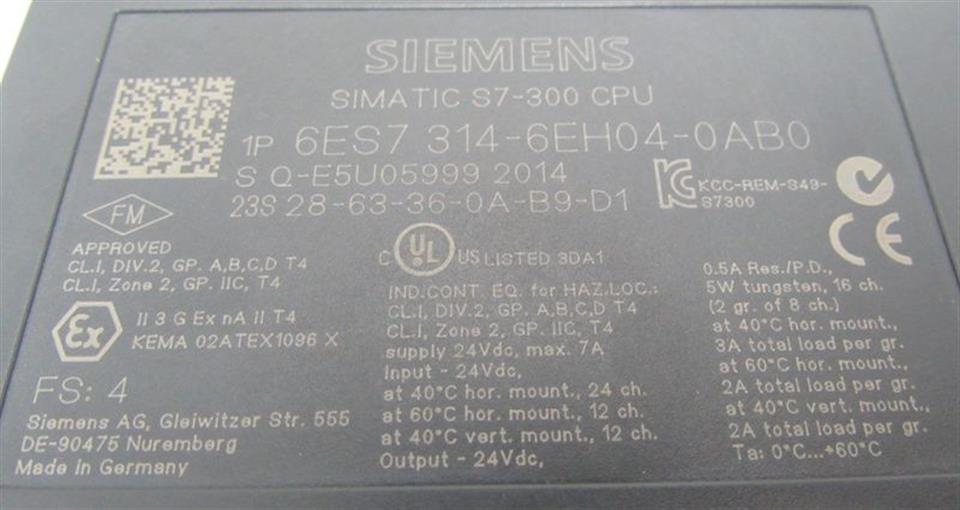 SIEMENS
SIMATIC S7-300 CPU
1P 6ES7 314-6EH04-0AB0
S Q-E5U05999 2014
23S 28-63-36-0A-B9-D1
KCC-REM-S49-
S7300
FM
APPROVED
CL.I, DIV.2, GP. A,B,C,D T4
CL.I, Zone 2, GP. IIC, T4
Ex
II 3 G Ex nA II T4
KEMA 02ATEX1096 X
FS: 4
Siemens AG, Gleiwitzer Str. 555
DE-90475 Nuremberg
Made in Germany
C UL US LISTED 3DA1
IND.CONT. EQ. for HAZ.LOC.:
CL.I, DIV.2, GP. A,B,C,D T4
CL.I, Zone 2, GP. IIC, T4
supply 24Vdc, max. 7A
Input - 24Vdc,
at 40°C hor. mount., 24 ch.
at 60°C hor. mount., 12 ch.
at 40°C vert. mount., 12 ch.
Output - 24Vdc,
CE
0.5A Res./P.D.,
5W tungsten, 16 ch.
(2 gr. of 8 ch.)
at 40°C hor. mount.,
3A total load per gr.
at 60°C hor. mount.,
2A total load per gr.
at 40°C vert. mount.,
2A total load per gr.
Ta: 0°C...+60°C